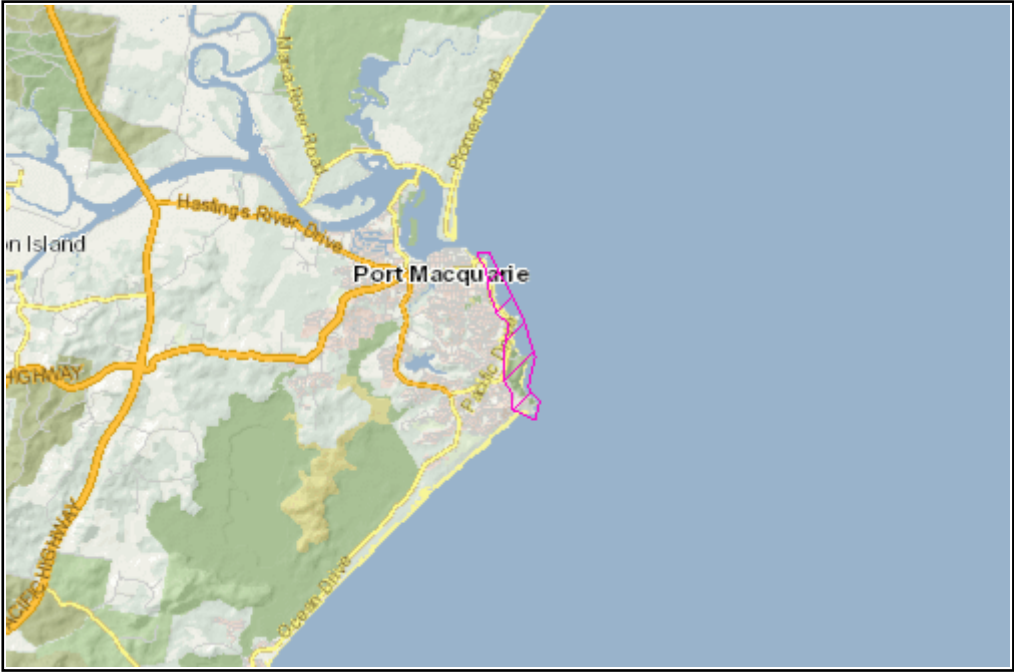 Maria River Road
Plomer Road
Hastings River Drive
on Island
Port Macquarie
Pacific D
HIGHWAY
PACIFIC HIGHWAY
Ocean Drive